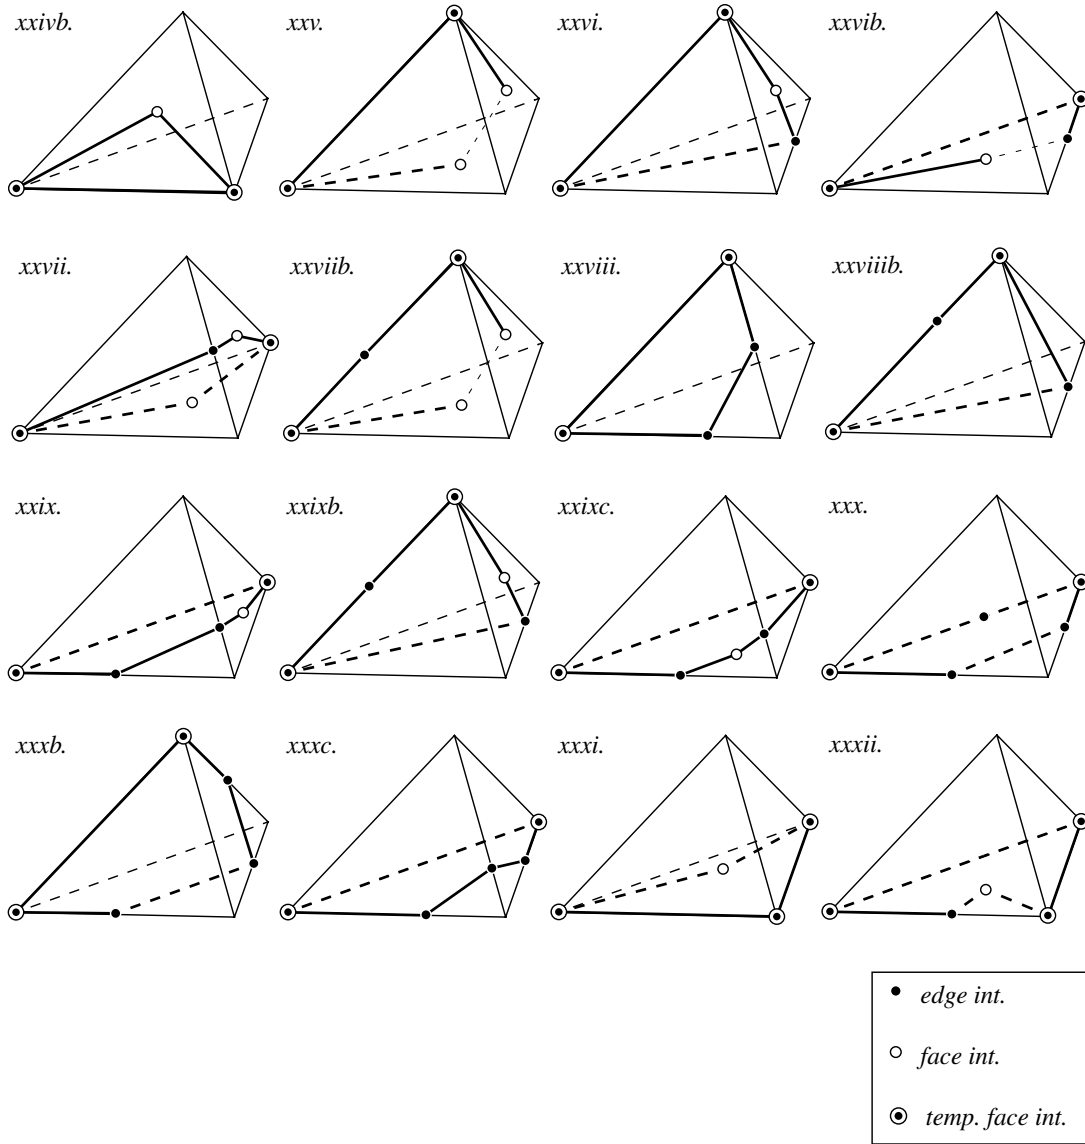 xxivb. xxv. xxvi. xxvib.
xxvii. xxviib. xxviii. xxviiib.
xxix. xxixb. xxixc. xxx.
xxxb. xxxc. xxxi. xxxii.
edge int.
face int.
temp. face int.